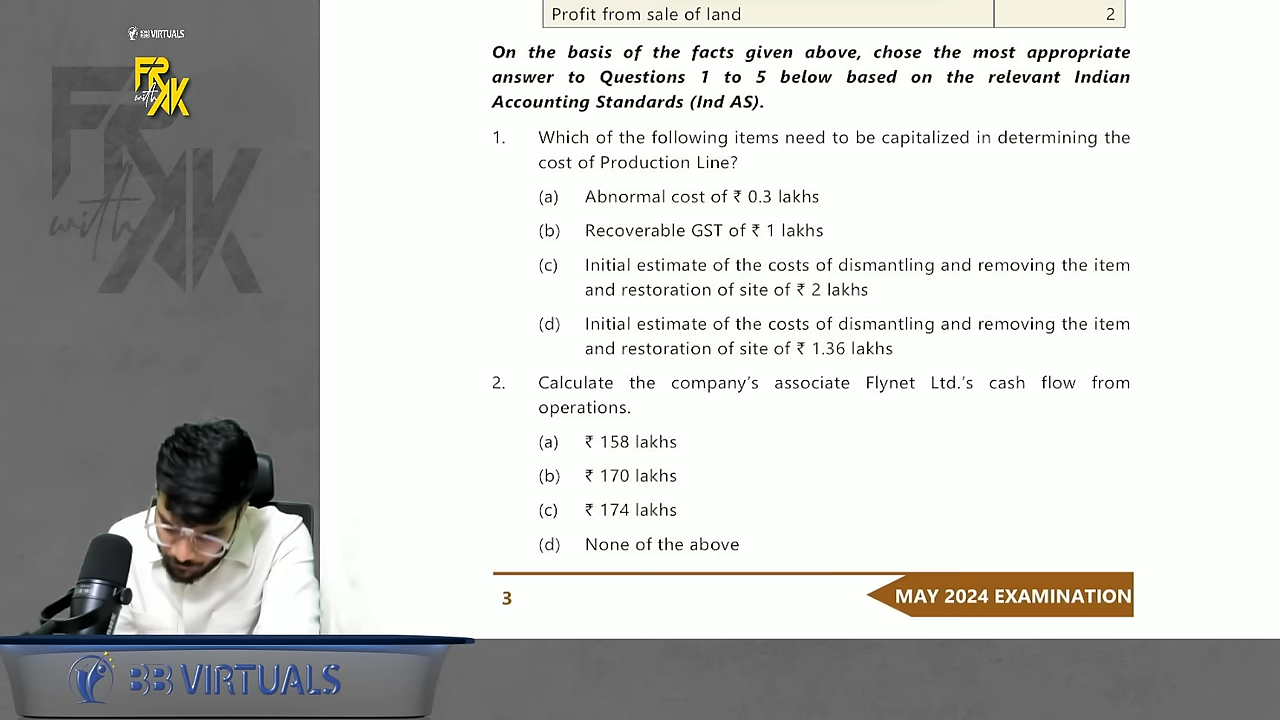 BB VIRTUALS
FR
with
AK
FR
with
AK
Profit from sale of land 2
On the basis of the facts given above, chose the most appropriate
answer to Questions 1 to 5 below based on the relevant Indian
Accounting Standards (Ind AS).
1. Which of the following items need to be capitalized in determining the
cost of Production Line?
(a) Abnormal cost of ₹ 0.3 lakhs
(b) Recoverable GST of ₹ 1 lakhs
(c) Initial estimate of the costs of dismantling and removing the item
and restoration of site of ₹ 2 lakhs
(d) Initial estimate of the costs of dismantling and removing the item
and restoration of site of ₹ 1.36 lakhs
2. Calculate the company’s associate Flynet Ltd.’s cash flow from
operations.
(a) ₹ 158 lakhs
(b) ₹ 170 lakhs
(c) ₹ 174 lakhs
(d) None of the above
3 MAY 2024 EXAMINATION
BB VIRTUALS